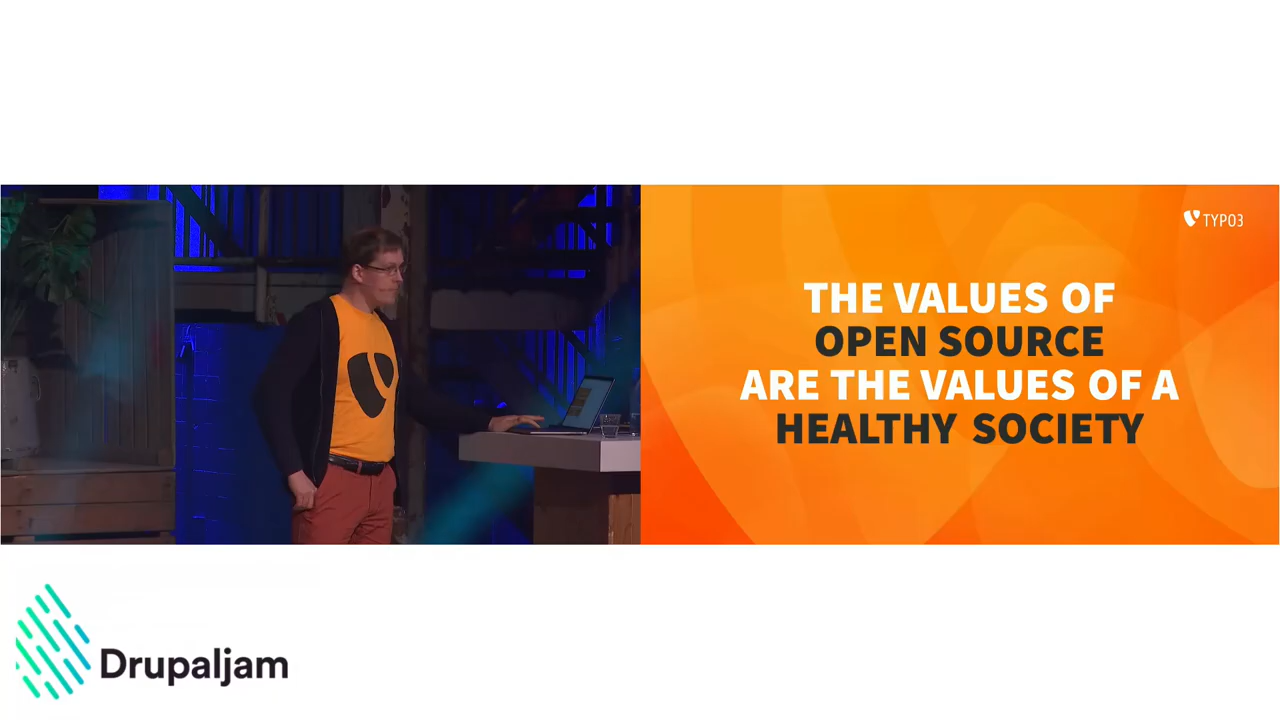 TYPO3
THE VALUES OF
OPEN SOURCE
ARE THE VALUES OF A
HEALTHY SOCIETY
Drupaljam